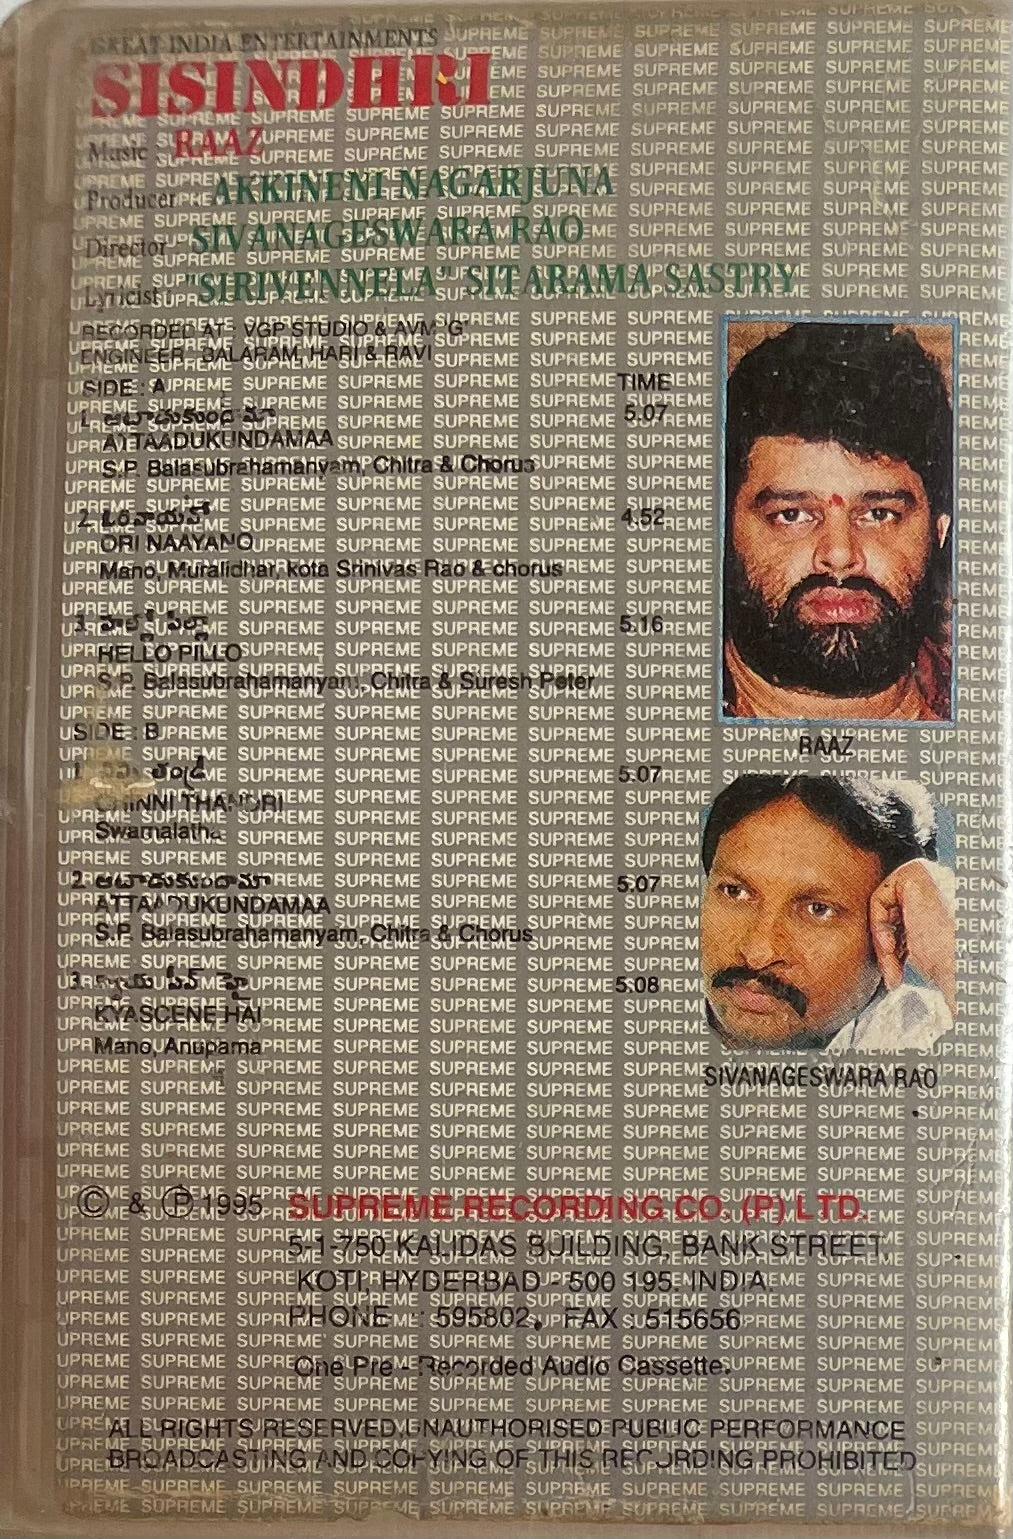 GREAT INDIA ENTERTAINMENTS
SISINDHRI
Music RAAZ
Producer AKKINENI NAGARJUNA
Director SIVANAGESWARA RAO
Lyricist "SIRIVENNELA" SITARAMA SASTRY
RECORDED AT : VGP STUDIO & AVM 'G'
ENGINEER : BALARAM, HARI & RAVI
SIDE : A TIME
1. ఆటాడుకుందామా 5.07
ATTAADUKUNDAMAA
S.P. Balasubrahamanyam, Chitra & Chorus
2. ఓరి నాయనో 4.52
ORI NAAYANO
Mano, Muralidhar, kota Srinivas Rao & chorus
3. హల్లో పిల్లా 5.16
HELLO PILLO
S.P. Balasubrahamanyam, Chitra & Suresh Peter
SIDE : B
1. తండ్రి 5.07
CHINNI THANDRI
Swarnalatha
2. ఆటాడుకుందామా 5.07
ATTAADUKUNDAMAA
S.P. Balasubrahamanyam, Chitra & Chorus
3. క్యా సీన్ హై 5.08
KYASCENE HAI
Mano, Anupama
RAAZ
SIVANAGESWARA RAO
© & ℗ 1995 SUPREME RECORDING CO. (P) LTD.
5-1-750 KALIDAS BUILDING, BANK STREET,
KOTI, HYDERBAD - 500 195. INDIA.
PHONE : 595802, FAX : 515656
One Pre - Recorded Audio Cassette.
ALL RIGHTS RESERVED, UNAUTHORISED PUBLIC PERFORMANCE
BROADCASTING AND COPYING OF THIS RECORDING PROHIBITED